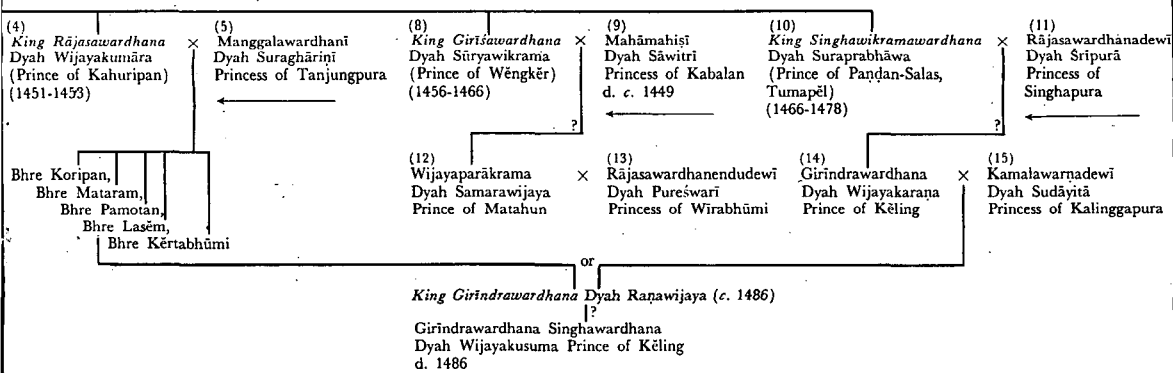 (4)
King Rājasawardhana
Dyah Wijayakumāra
(Prince of Kahuripan)
(1451-1453)
×
(5)
Manggalawardhanī
Dyah Suraghāriṇī
Princess of Tanjungpura
(8)
King Girīśawardhana
Dyah Sūryawikrama
(Prince of Wĕngkĕr)
(1456-1466)
×
(9)
Mahāmahiṣī
Dyah Sāwitrī
Princess of Kabalan
d. c. 1449
(10)
King Singhawikramawardhana
Dyah Suraprabhāwa
(Prince of Paṇḍan-Salas,
Tumapĕl)
(1466-1478)
×
(11)
Rājasawardhanadewī
Dyah Śrīpurā
Princess of
Singhapura
?
?
Bhre Koripan,
Bhre Mataram,
Bhre Pamotan,
Bhre Lasĕm,
Bhre Kĕrtabhūmi
(12)
Wijayaparākrama
Dyah Samarawijaya
Prince of Matahun
×
(13)
Rājasawardhanendudewī
Dyah Pureśwarī
Princess of Wīrabhūmi
(14)
Girīndrawardhana
Dyah Wijayakaraṇa
Prince of Kĕling
×
(15)
Kamalawarṇadewī
Dyah Sudāyitā
Princess of Kalinggapura
or
King Girīndrawardhana Dyah Raṇawijaya (c. 1486)
?
Girīndrawardhana Singhawardhana
Dyah Wijayakusuma Prince of Kĕling
d. 1486